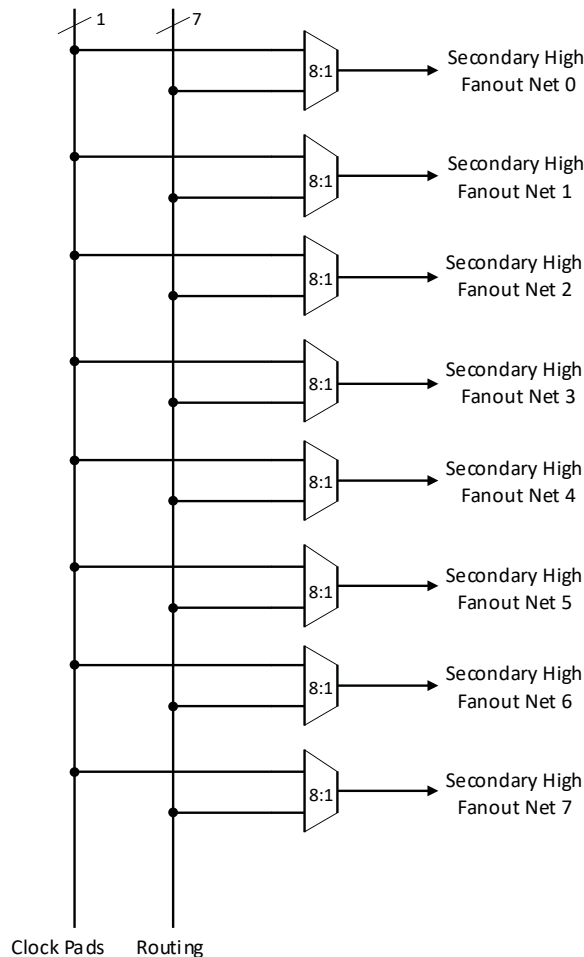 1
7
8:1
Secondary High
Fanout Net 0
8:1
Secondary High
Fanout Net 1
8:1
Secondary High
Fanout Net 2
8:1
Secondary High
Fanout Net 3
8:1
Secondary High
Fanout Net 4
8:1
Secondary High
Fanout Net 5
8:1
Secondary High
Fanout Net 6
8:1
Secondary High
Fanout Net 7
Clock Pads
Routing